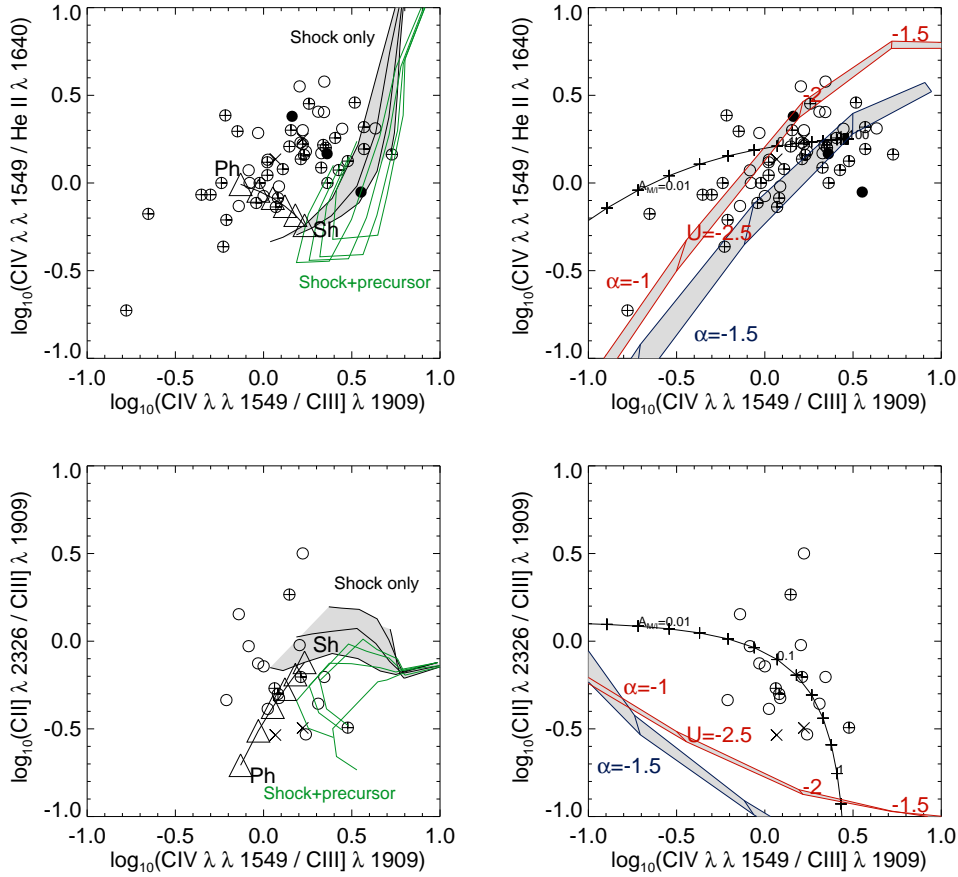 1.0
0.5
0.0
-0.5
-1.0
log10(CIV λ λ 1549 / He II λ 1640)
Shock only
Ph
Sh
Shock+precursor
-1.0 -0.5 0.0 0.5 1.0
log10(CIV λ λ 1549 / CIII] λ 1909)
1.0
0.5
0.0
-0.5
-1.0
log10(CIV λ λ 1549 / He II λ 1640)
-1.5
-2
A M/I=0.01
U=-2.5
α=-1
α=-1.5
-1.0 -0.5 0.0 0.5 1.0
log10(CIV λ λ 1549 / CIII] λ 1909)
1.0
0.5
0.0
-0.5
-1.0
log10(CII] λ 2326 / CIII] λ 1909)
Shock only
Sh
Ph
Shock+precursor
-1.0 -0.5 0.0 0.5 1.0
log10(CIV λ λ 1549 / CIII] λ 1909)
1.0
0.5
0.0
-0.5
-1.0
log10(CII] λ 2326 / CIII] λ 1909)
A M/I=0.01
0.1
α=-1
U=-2.5
α=-1.5
1
-2
-1.5
-1.0 -0.5 0.0 0.5 1.0
log10(CIV λ λ 1549 / CIII] λ 1909)